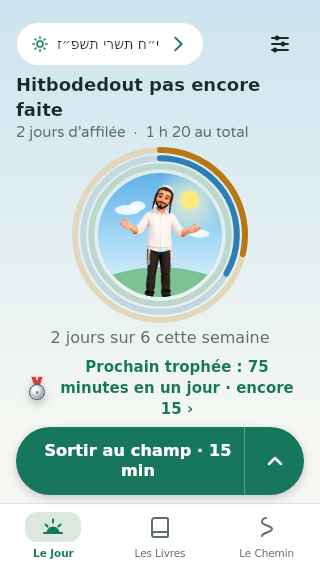 י״ח תשרי תשפ״ז
Hitbodedout pas encore
faite
2 jours d’affilée · 1 h 20 au total
2 jours sur 6 cette semaine
Prochain trophée : 75
minutes en un jour · encore
15 ›
Sortir au champ · 15
min
Le Jour
Les Livres
Le Chemin